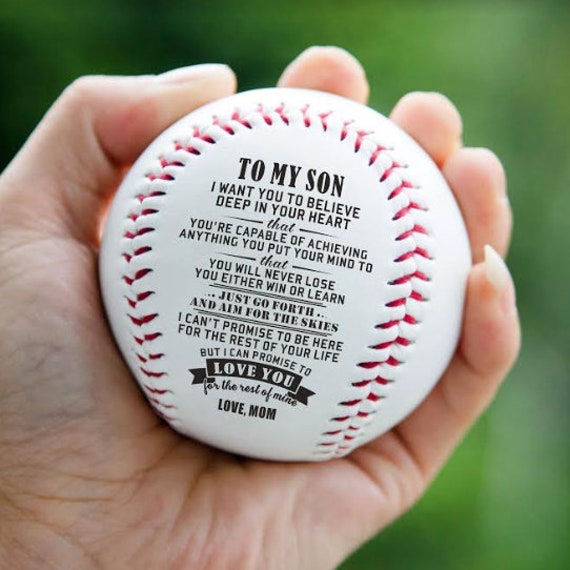 TO MY SON
I WANT YOU TO BELIEVE
DEEP IN YOUR HEART
that
YOU'RE CAPABLE OF ACHIEVING
ANYTHING YOU PUT YOUR MIND TO
that
YOU WILL NEVER LOSE
YOU EITHER WIN OR LEARN
JUST GO FORTH
AND AIM FOR THE SKIES
I CAN'T PROMISE TO BE HERE
FOR THE REST OF YOUR LIFE
BUT I CAN PROMISE TO
LOVE YOU
for the rest of mine
LOVE, MOM